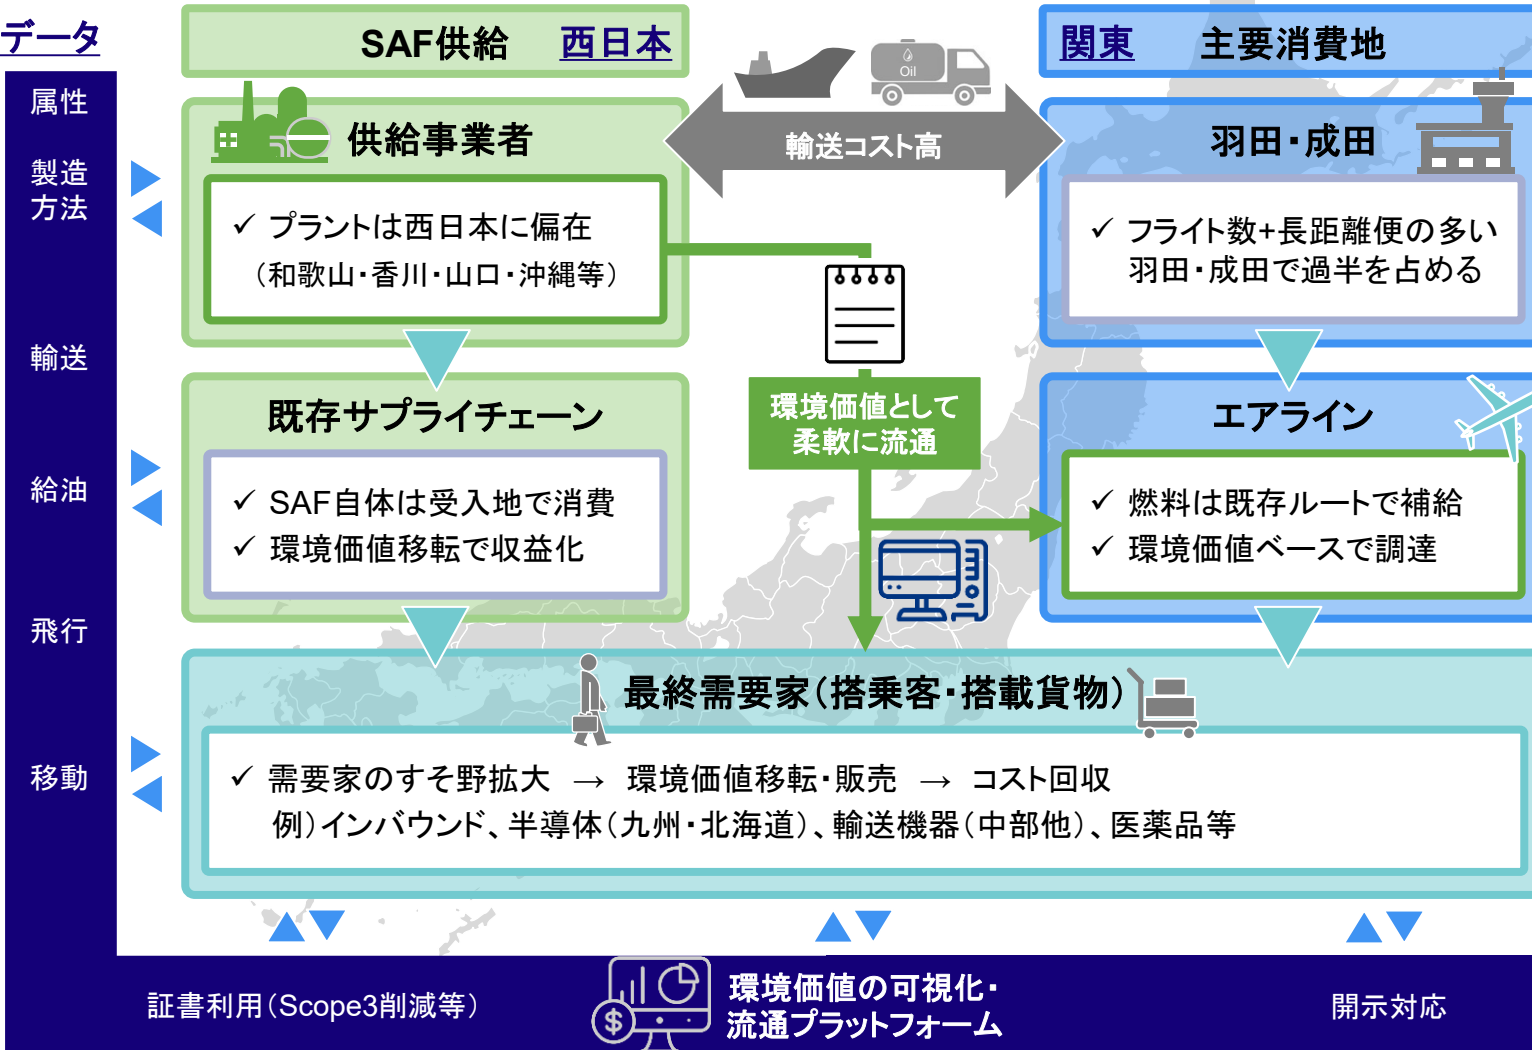 データ
属性
製造
方法
輸送
給油
飛行
移動
SAF供給 西日本
供給事業者
✓ プラントは西日本に偏在
(和歌山・香川・山口・沖縄等)
既存サプライチェーン
✓ SAF自体は受入地で消費
✓ 環境価値移転で収益化
Oil
輸送コスト高
環境価値として
柔軟に流通
関東 主要消費地
羽田・成田
✓ フライト数+長距離便の多い
羽田・成田で過半を占める
エアライン
✓ 燃料は既存ルートで補給
✓ 環境価値ベースで調達
最終需要家(搭乗客・搭載貨物)
✓ 需要家のすそ野拡大 → 環境価値移転・販売 → コスト回収
例)インバウンド、半導体(九州・北海道)、輸送機器(中部他)、医薬品等
証書利用(Scope3削減等)
$
環境価値の可視化・
流通プラットフォーム
開示対応